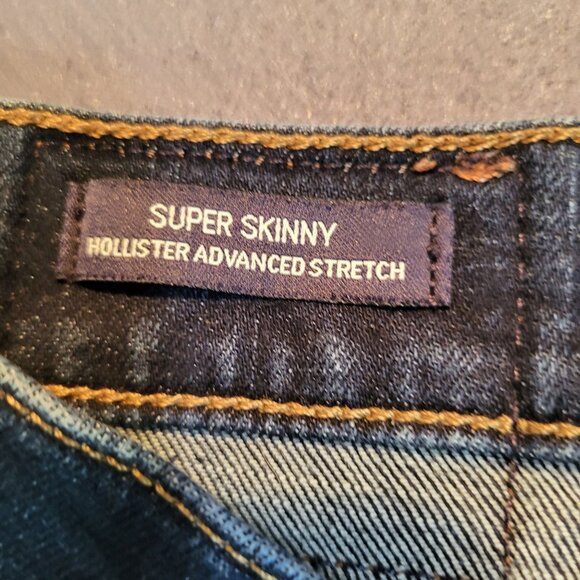 SUPER SKINNY
HOLLISTER ADVANCED STRETCH